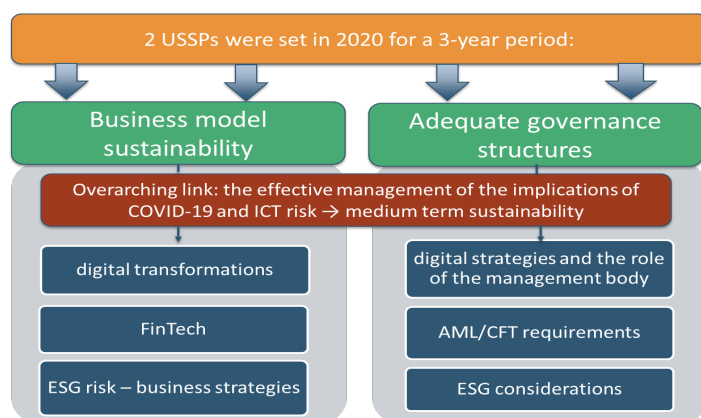 2 USSPs were set in 2020 for a 3-year period:
Business model
sustainability
Adequate governance
structures
Overarching link: the effective management of the implications of
COVID-19 and ICT risk → medium term sustainability
digital transformations
FinTech
ESG risk – business strategies
digital strategies and the role
of the management body
AML/CFT requirements
ESG considerations